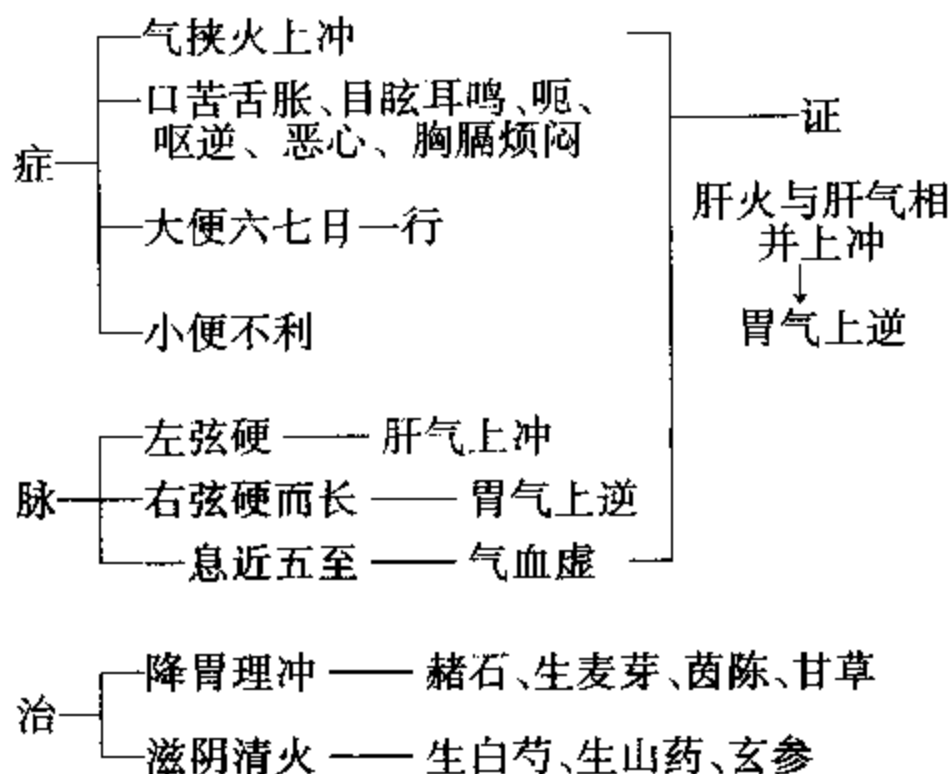 气挟火上冲
口苦舌胀、目眩耳鸣、呃、
呕逆、恶心、胸膈烦闷
症
大便六七日一行
小便不利
证
肝火与肝气相
并上冲
胃气上逆
左弦硬 肝气上冲
脉 右弦硬而长 胃气上逆
息近五至 气血虚
降胃理冲 赭石、生麦芽、茵陈、甘草
治
滋阴清火 生白芍、生山药、玄参